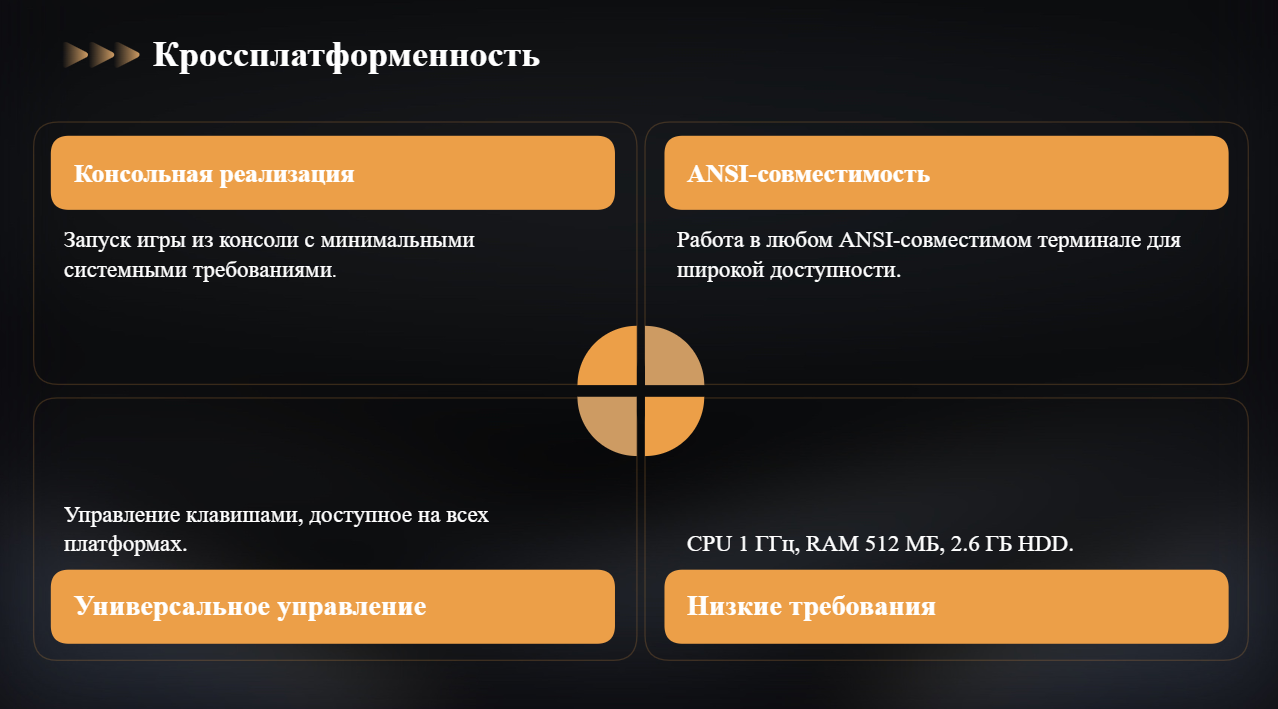 Кроссплатформенность
Консольная реализация
Запуск игры из консоли с минимальными
системными требованиями.
ANSI-совместимость
Работа в любом ANSI-совместимом терминале для
широкой доступности.
Управление клавишами, доступное на всех
платформах.
Универсальное управление
CPU 1 ГГц, RAM 512 МБ, 2.6 ГБ HDD.
Низкие требования